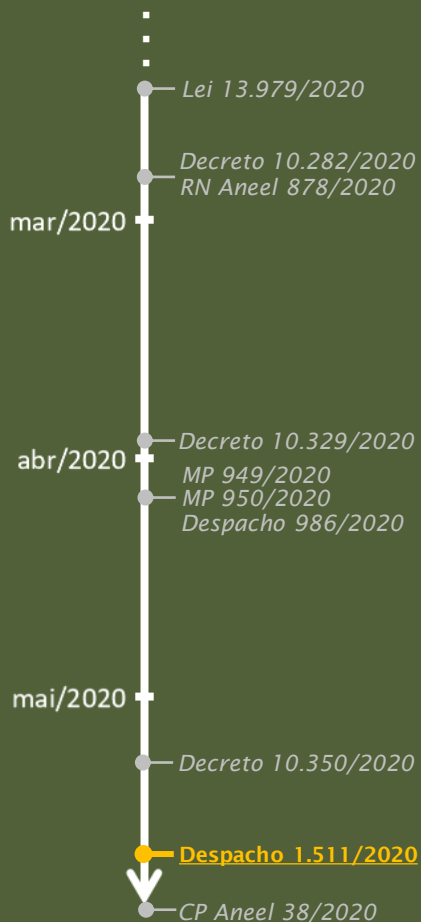 Lei 13.979/2020
Decreto 10.282/2020
RN Aneel 878/2020
mar/2020
Decreto 10.329/2020
abr/2020
MP 949/2020
MP 950/2020
Despacho 986/2020
mai/2020
Decreto 10.350/2020
Despacho 1.511/2020
CP Aneel 38/2020